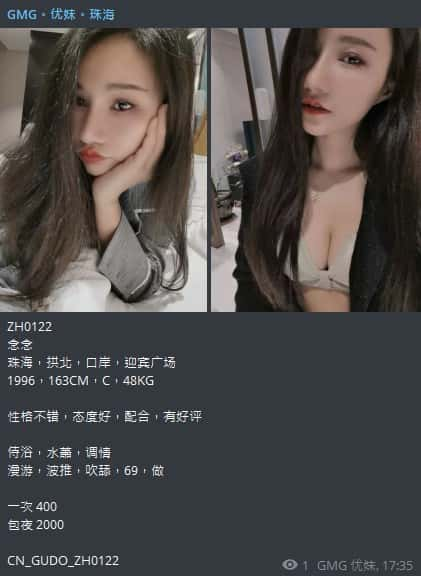 GMG·优妹·珠海
ZH0122
念念
珠海，拱北，口岸，迎宾广场
1996，163CM，C，48KG
性格不错，态度好，配合，有好评
侍浴，水萧，调情
漫游，波推，吹舔，69，做
一次 400
包夜 2000
CN_GUDO_ZH0122
1 GMG 优妹, 17:35